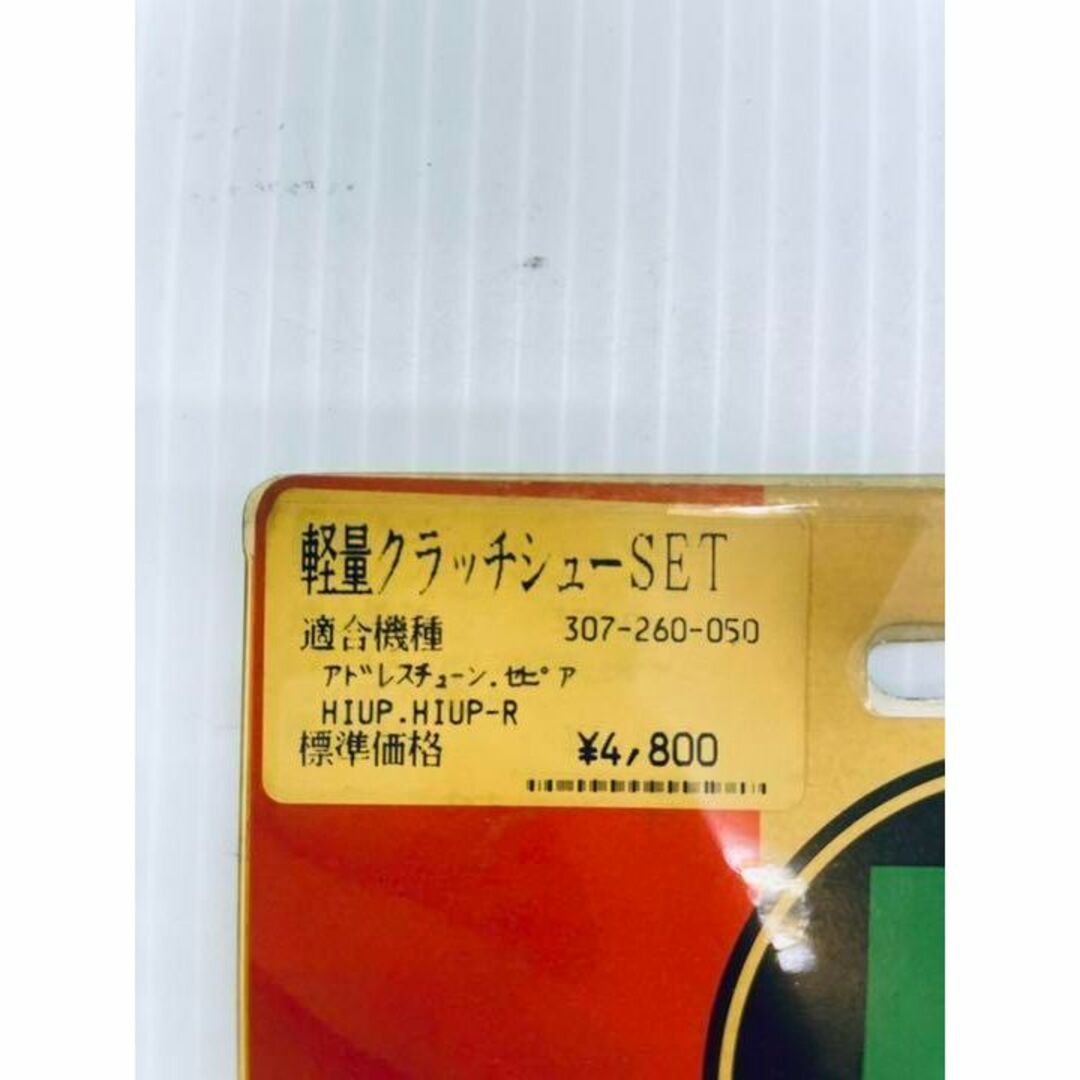 軽量クラッチシューSET
適合機種 307-260-050
アドレスチューン.セピア
HIUP.HIUP-R
標準価格 ¥4,800